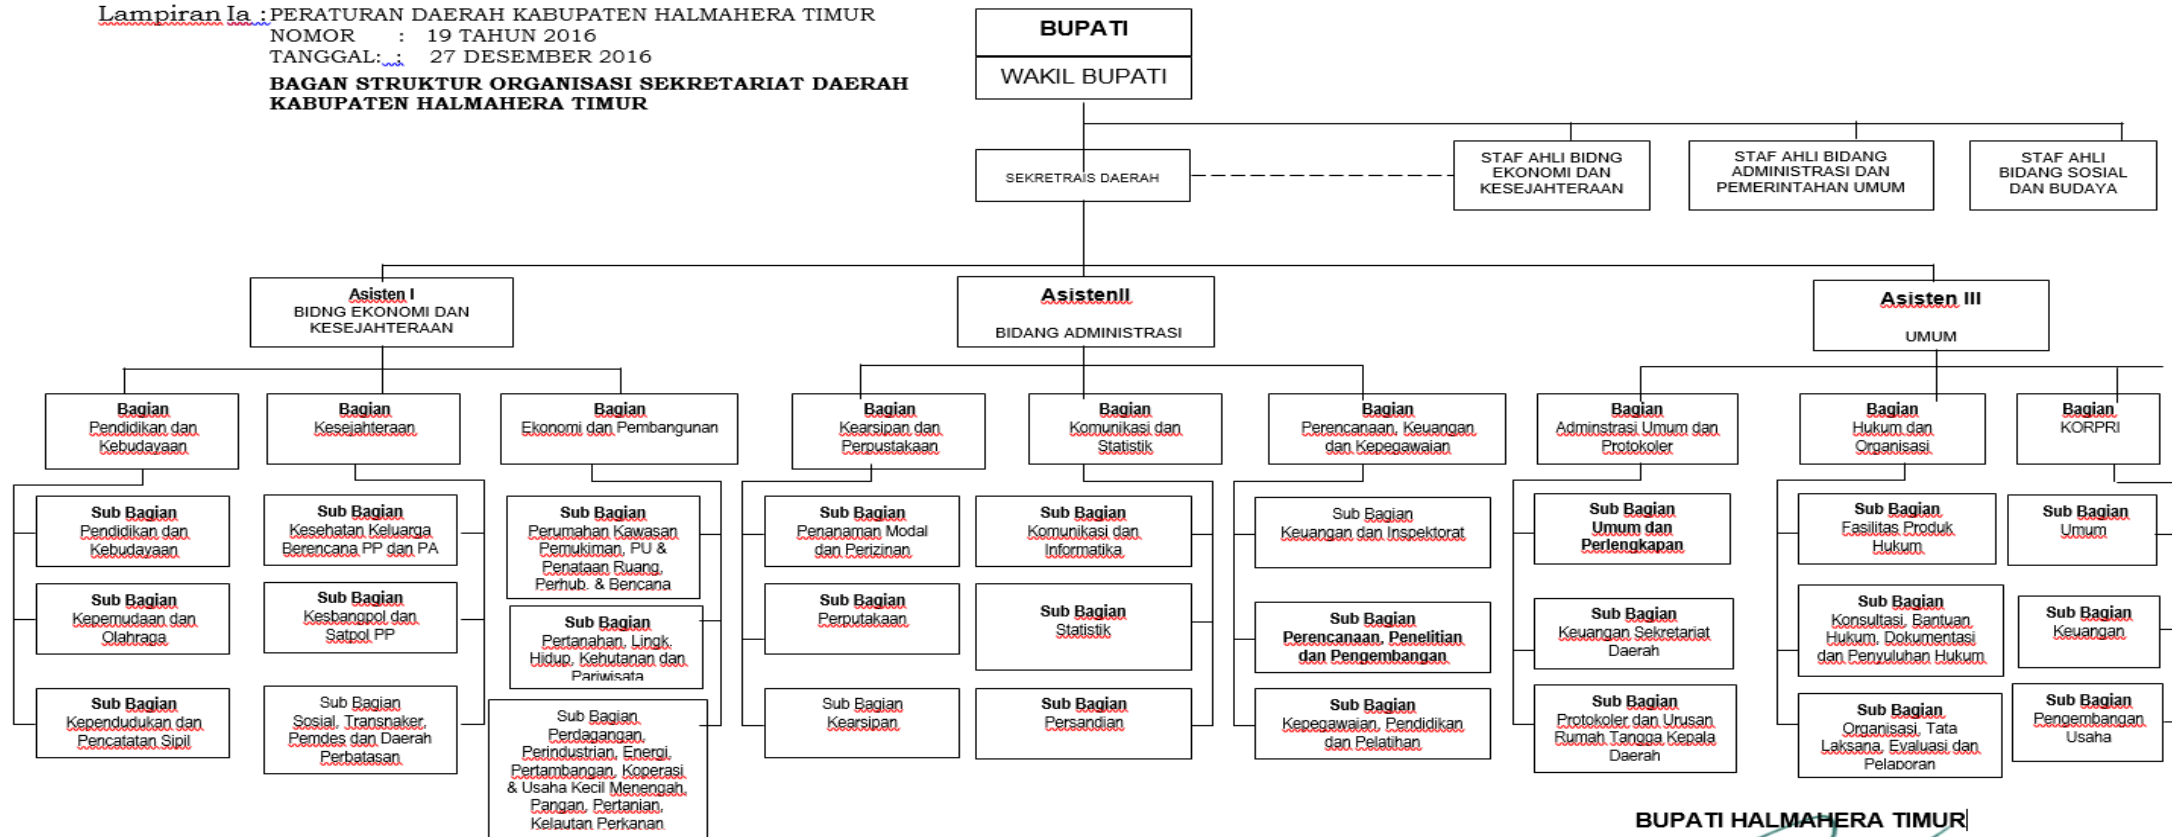 Lampiran Ia : PERATURAN DAERAH KABUPATEN HALMAHERA TIMUR
NOMOR : 19 TAHUN 2016
TANGGAL: : 27 DESEMBER 2016
BAGAN STRUKTUR ORGANISASI SEKRETARIAT DAERAH
KABUPATEN HALMAHERA TIMUR
BUPATI
WAKIL BUPATI
SEKRETRAIS DAERAH
STAF AHLI BIDNG
EKONOMI DAN
KESEJAHTERAAN
STAF AHLI BIDANG
ADMINISTRASI DAN
PEMERINTAHAN UMUM
STAF AHLI
BIDANG SOSIAL
DAN BUDAYA
Asisten I
BIDNG EKONOMI DAN
KESEJAHTERAAN
AsistenII
BIDANG ADMINISTRASI
Asisten III
UMUM
Bagian
Pendidikan dan
Kebudayaan
Bagian
Kesejahteraan
Bagian
Ekonomi dan Pembangunan
Bagian
Kearsipan dan
Perpustakaan
Bagian
Komunikasi dan
Statistik
Bagian
Perencanaan, Keuangan
dan Kepegawaian
Bagian
Adminstrasi Umum dan
Protokoler
Bagian
Hukum dan
Organisasi
Bagian
KORPRI
Sub Bagian
Pendidikan dan
Kebudayaan
Sub Bagian
Kesehatan Keluarga
Berencana PP dan PA
Sub Bagian
Perumahan Kawasan
Pemukiman, PU &
Penataan Ruang,
Perhub. & Bencana
Sub Bagian
Penanaman Modal
dan Perizinan
Sub Bagian
Komunikasi dan
Informatika
Sub Bagian
Keuangan dan Inspektorat
Sub Bagian
Umum dan
Perlengkapan
Sub Bagian
Fasilitas Produk
Hukum
Sub Bagian
Umum
Sub Bagian
Kepemudaan dan
Olahraga
Sub Bagian
Kesbangpol dan
Satpol PP
Sub Bagian
Pertanahan, Lingk.
Hidup, Kehutanan dan
Pariwisata
Sub Bagian
Perputakaan
Sub Bagian
Statistik
Sub Bagian
Perencanaan, Penelitian
dan Pengembangan
Sub Bagian
Keuangan Sekretariat
Daerah
Sub Bagian
Konsultasi, Bantuan
Hukum, Dokumentasi
dan Penyuluhan Hukum
Sub Bagian
Keuangan
Sub Bagian
Kependudukan dan
Pencatatan Sipil
Sub Bagian
Sosial, Transnaker,
Pemdes dan Daerah
Perbatasan
Sub Bagian
Perdagangan,
Perindustrian, Energi,
Pertambangan, Koperasi
& Usaha Kecil Menengah,
Pangan, Pertanian,
Kelautan Perkanan
Sub Bagian
Kearsipan
Sub Bagian
Persandian
Sub Bagian
Kepegawaian, Pendidikan
dan Pelatihan
Sub Bagian
Protokoler dan Urusan
Rumah Tangga Kepala
Daerah
Sub Bagian
Organisasi, Tata
Laksana, Evaluasi dan
Pelaporan
Sub Bagian
Pengembangan
Usaha
BUPATI HALMAHERA TIMUR